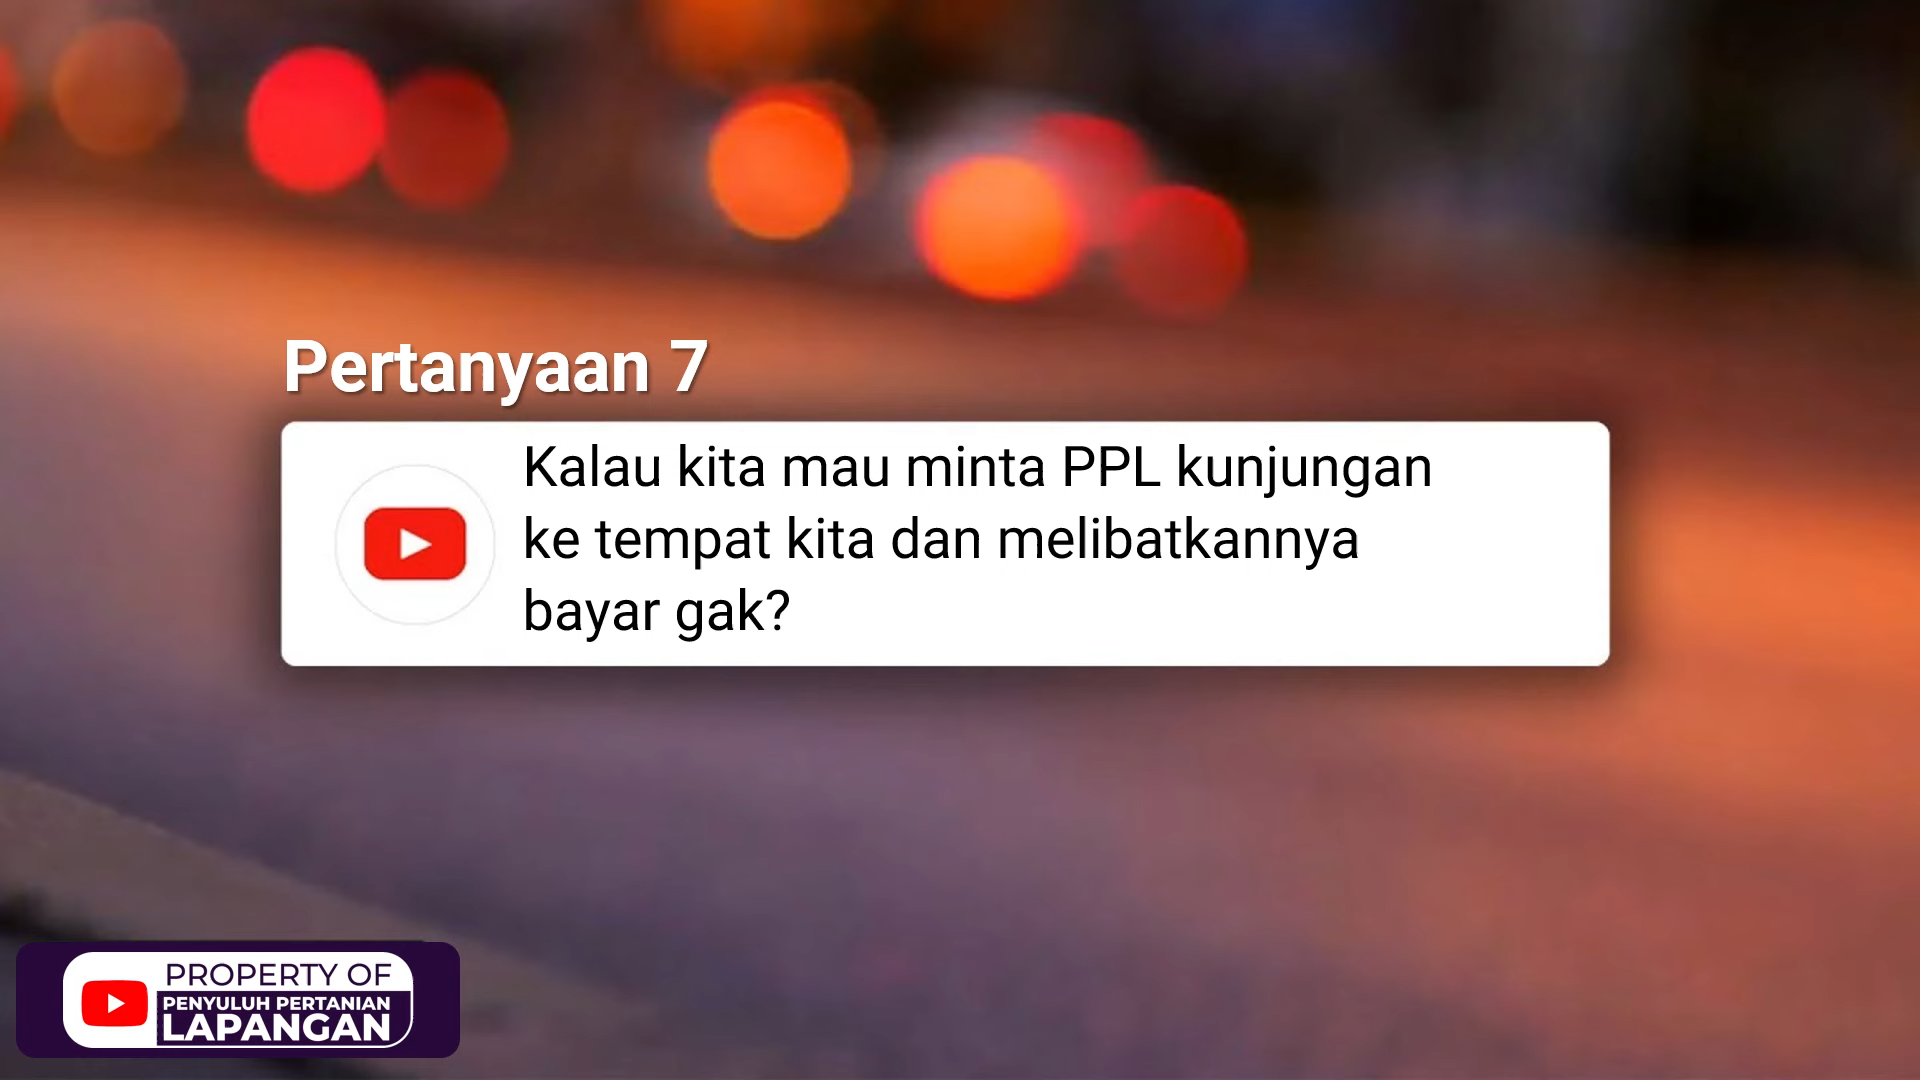 Pertanyaan 7
Kalau kita mau minta PPL kunjungan
ke tempat kita dan melibatkannya
bayar gak?
PROPERTY OF
PENYULUH PERTANIAN
LAPANGAN